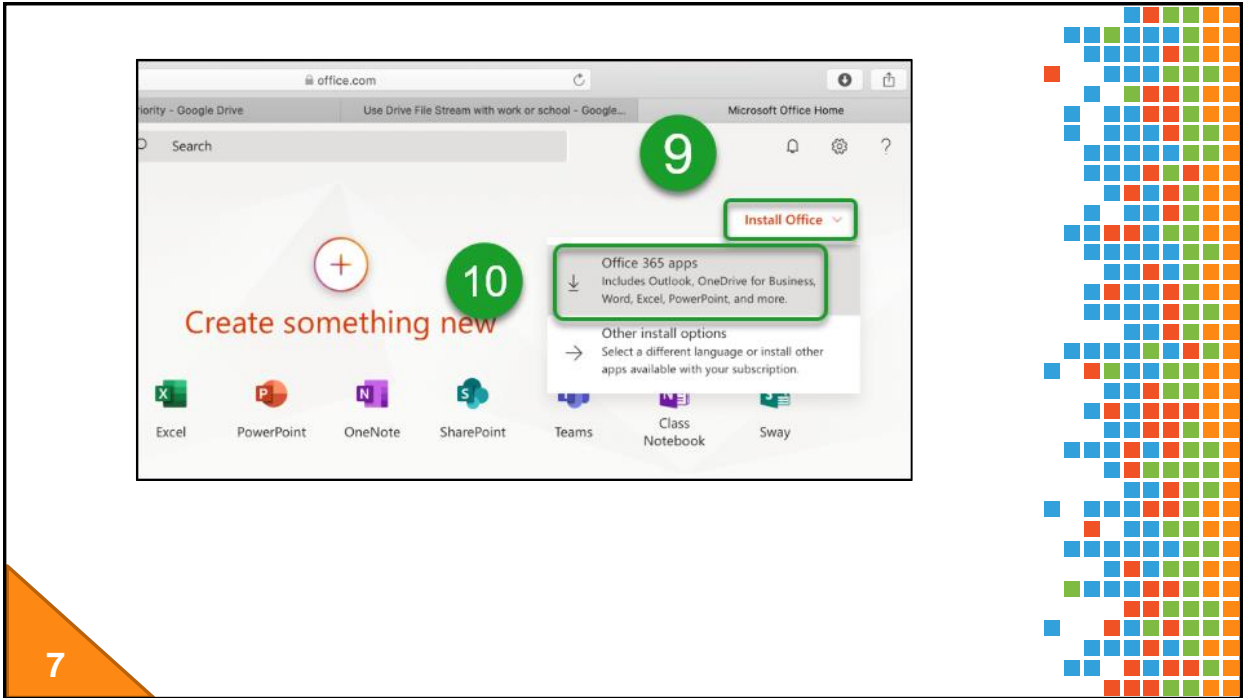 office.com
iority - Google Drive
Use Drive File Stream with work or school - Google...
Microsoft Office Home
Search
?
9
Install Office
10
Office 365 apps
Includes Outlook, OneDrive for Business,
Word, Excel, PowerPoint, and more.
Create something new
Other install options
Select a different language or install other
apps available with your subscription.
Excel
PowerPoint
OneNote
SharePoint
Teams
Class
Notebook
Sway
X
P
N
S
7